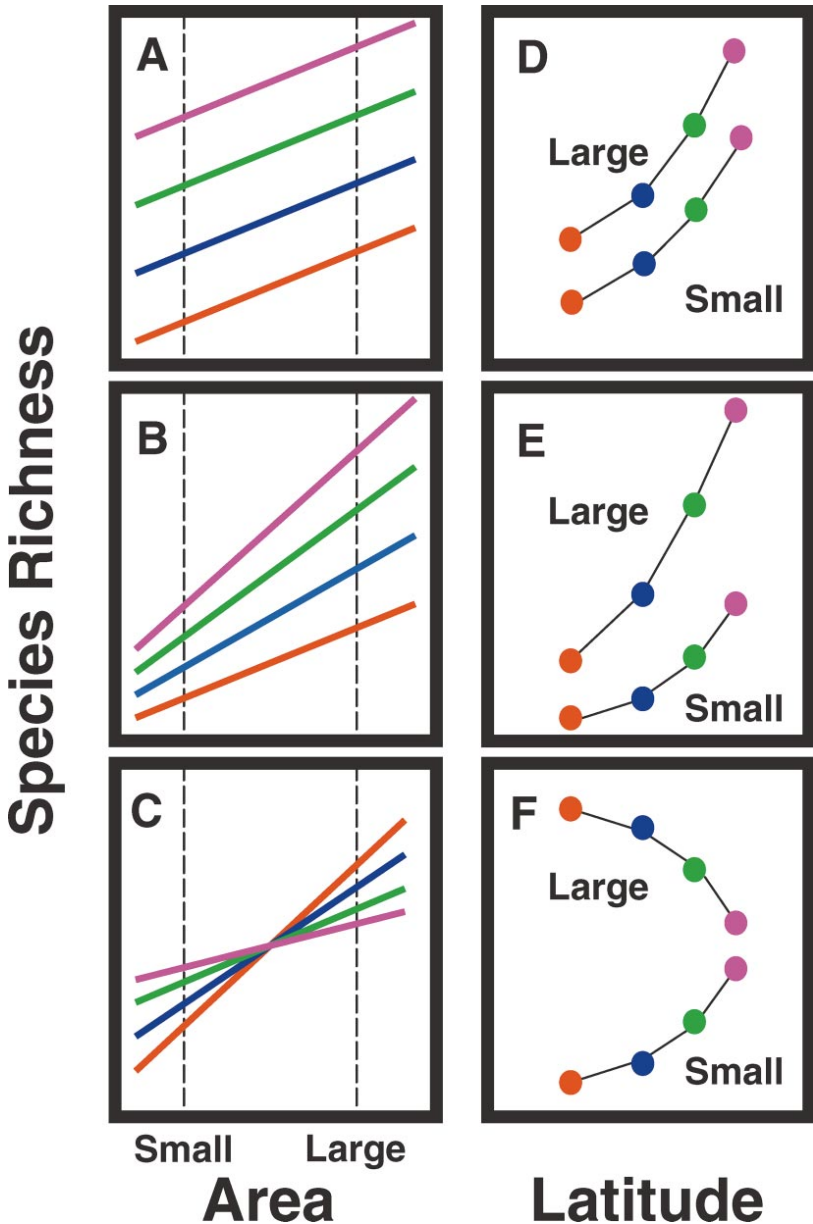 Species Richness
A
D
Large
Small
B
E
Large
Small
C
F
Large
Small
Small Large
Area Latitude